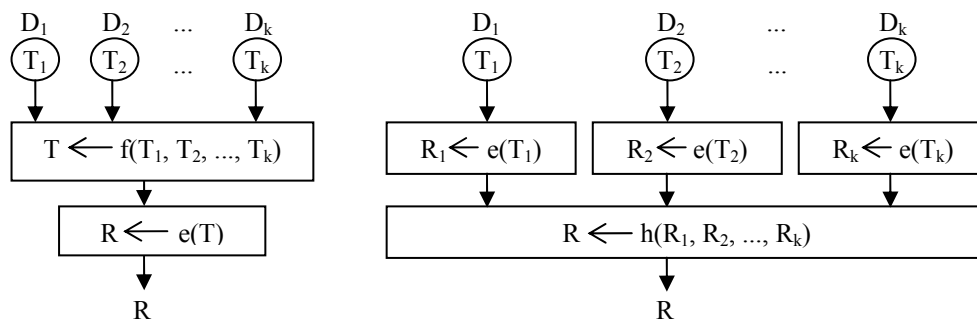 D1 D2 ... Dk
T1 T2 ... Tk
T ← f(T1, T2, ..., Tk)
R ← e(T)
R
D1 D2 ... Dk
T1 T2 ... Tk
R1 ← e(T1) R2 ← e(T2) Rk ← e(Tk)
R ← h(R1, R2, ..., Rk)
R